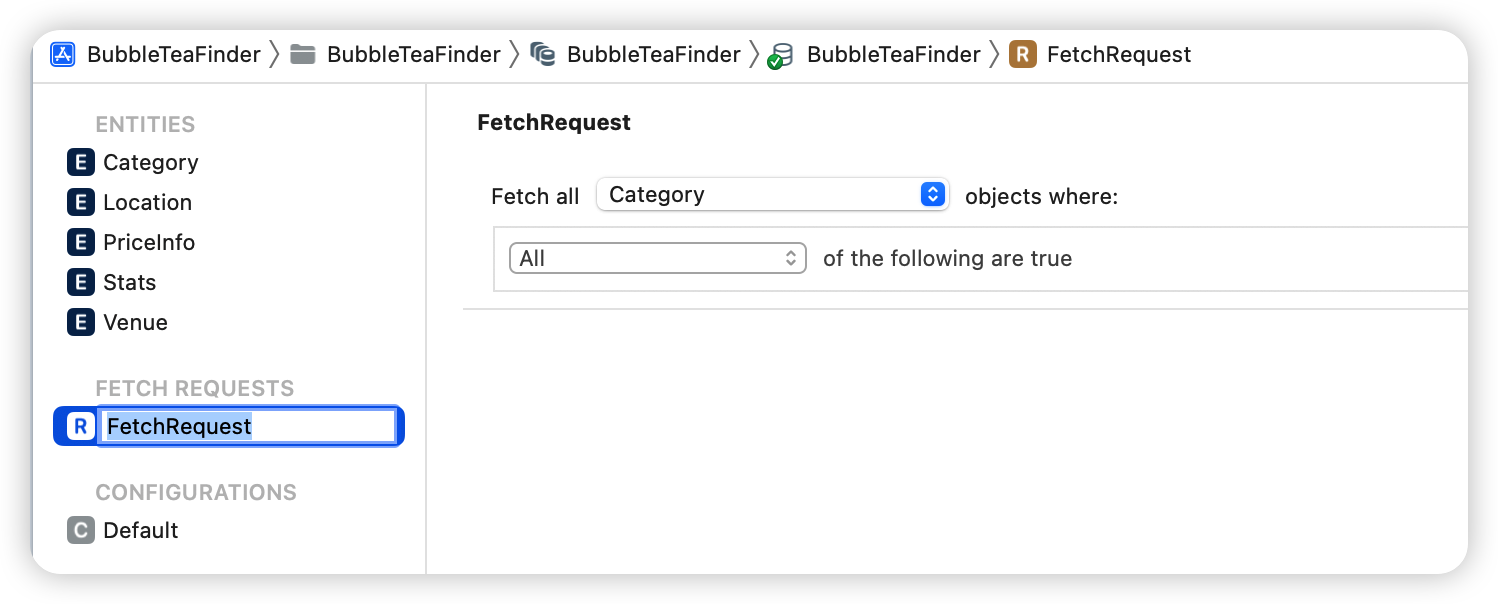 BubbleTeaFinder BubbleTeaFinder BubbleTeaFinder BubbleTeaFinder R FetchRequest
ENTITIES
E Category
E Location
E PriceInfo
E Stats
E Venue
FETCH REQUESTS
R FetchRequest
CONFIGURATIONS
C Default
FetchRequest
Fetch all Category objects where:
All of the following are true